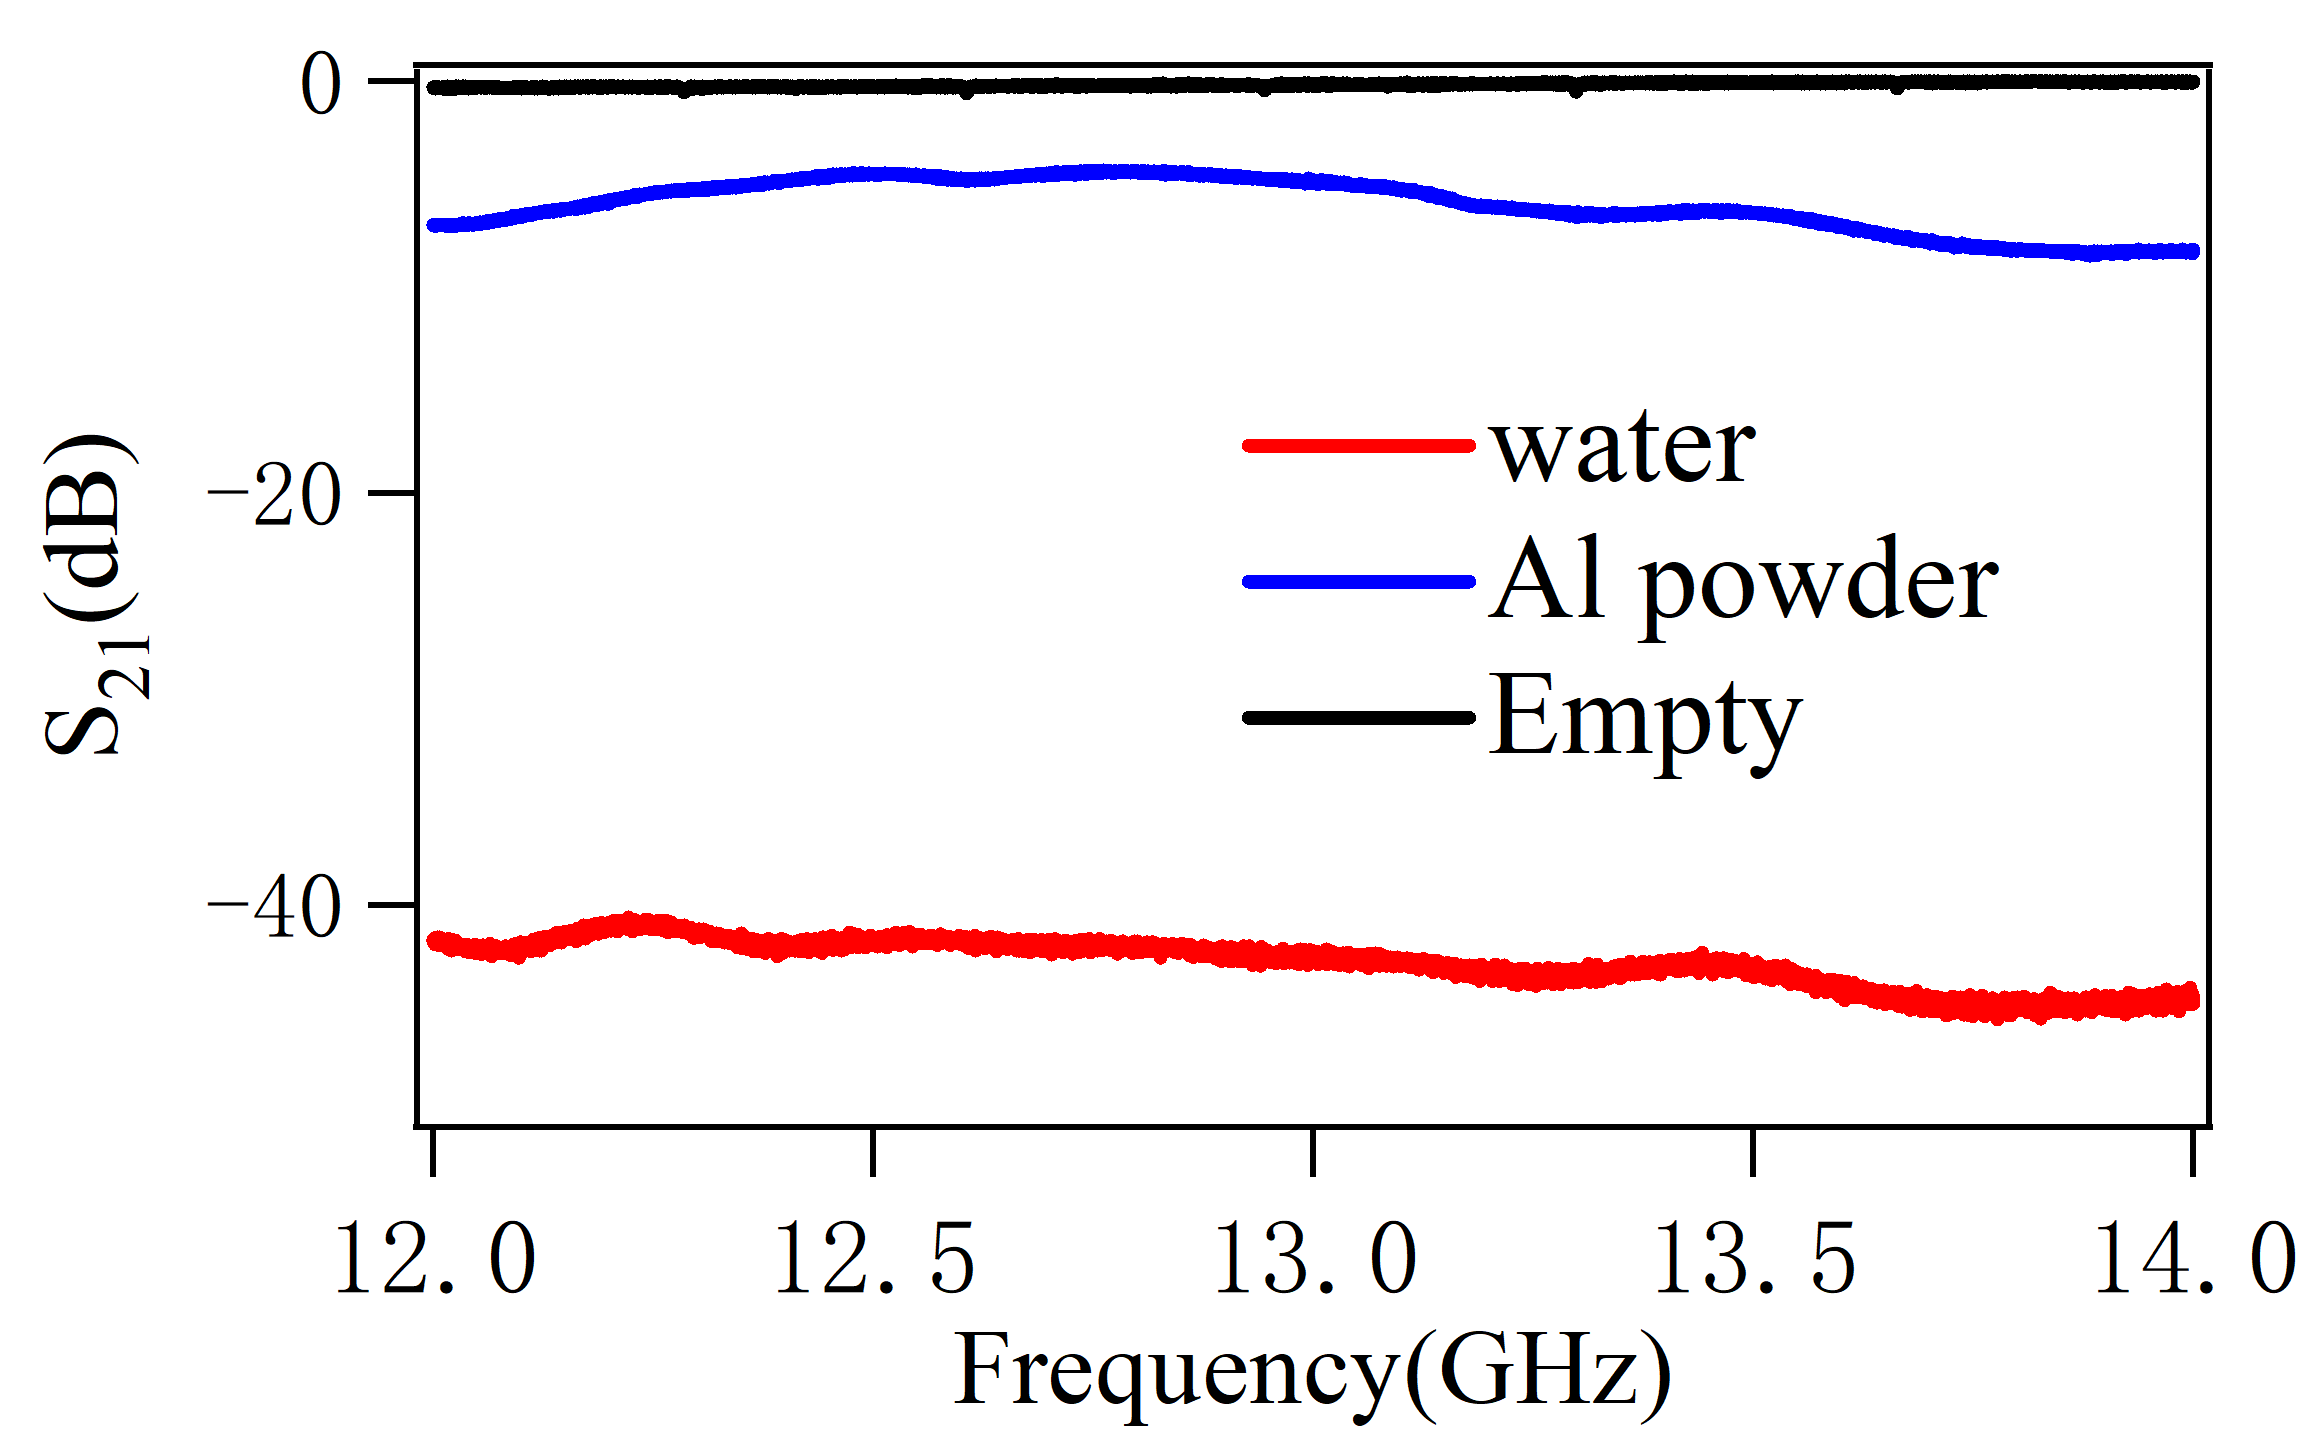 0
-20
-40
S21(dB)
water
Al powder
Empty
12.0 12.5 13.0 13.5 14.0
Frequency(GHz)